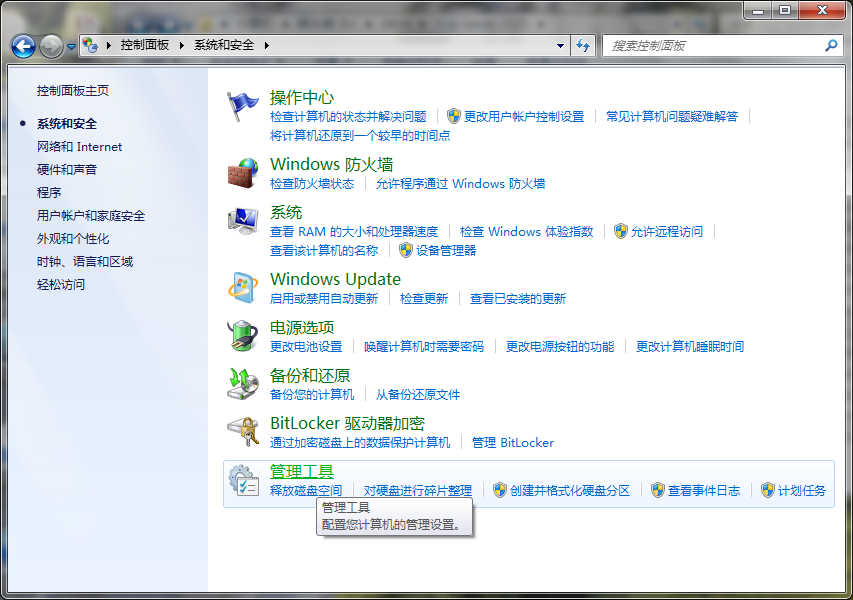 控制面板 系统和安全
搜索控制面板
控制面板主页
系统和安全
网络和 Internet
硬件和声音
程序
用户帐户和家庭安全
外观和个性化
时钟、语言和区域
轻松访问
操作中心
检查计算机的状态并解决问题 更改用户帐户控制设置 常见计算机问题疑难解答
将计算机还原到一个较早的时间点
Windows 防火墙
检查防火墙状态 允许程序通过 Windows 防火墙
系统
查看 RAM 的大小和处理器速度 检查 Windows 体验指数 允许远程访问
查看该计算机的名称 设备管理器
Windows Update
启用或禁用自动更新 检查更新 查看已安装的更新
电源选项
更改电池设置 唤醒计算机时需要密码 更改电源按钮的功能 更改计算机睡眠时间
备份和还原
备份您的计算机 从备份还原文件
BitLocker 驱动器加密
通过加密磁盘上的数据保护计算机 管理 BitLocker
管理工具
释放磁盘空间 对硬盘进行碎片整理 创建并格式化硬盘分区 查看事件日志 计划任务
管理工具
配置您计算机的管理设置。